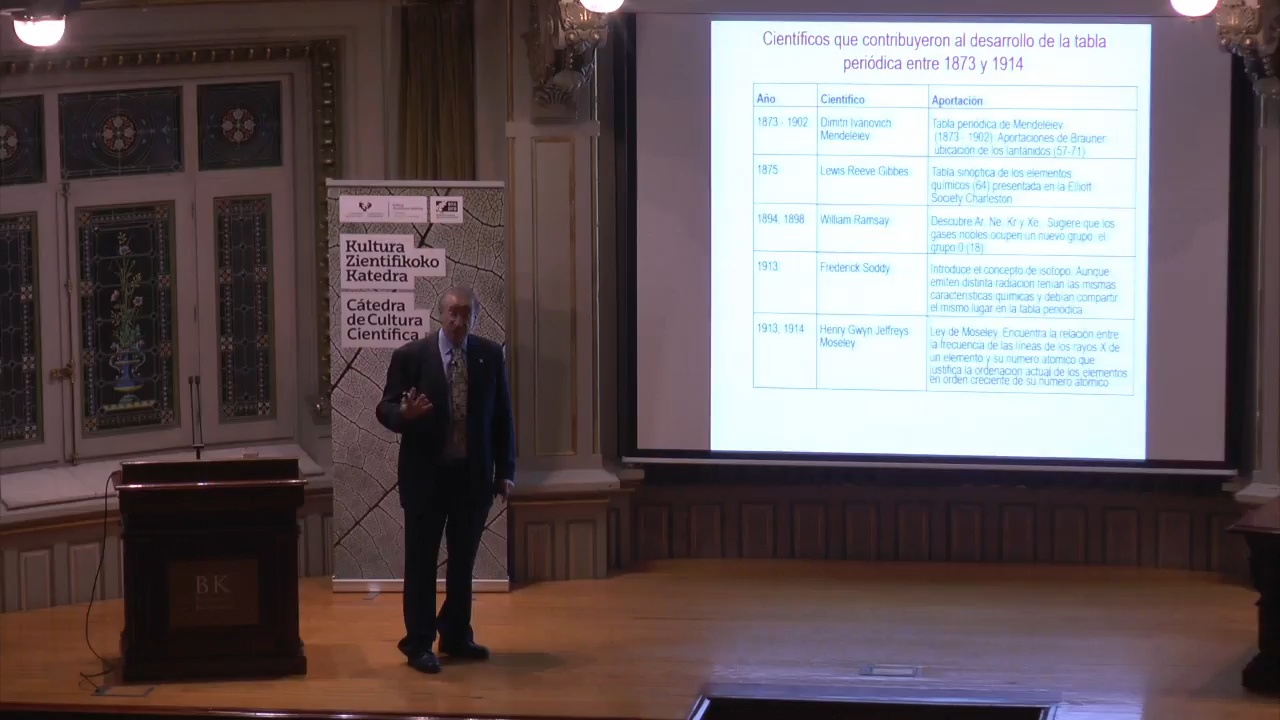 Científicos que contribuyeron al desarrollo de la tabla
periódica entre 1873 y 1914
Año
Científico
Aportación
1873 - 1902
Dimitri Ivanovich
Mendeléiev
Tabla periódica de Mendeléiev
(1873 - 1902). Aportaciones de Brauner:
ubicación de los lantánidos (57-71)
1875
Lewis Reeve Gibbes
Tabla sinóptica de los elementos
químicos (64) presentada en la Elliott
Society Charleston
1894, 1898
William Ramsay
Descubre Ar, Ne, Kr y Xe. Sugiere que los
gases nobles ocupen un nuevo grupo, el
grupo 0 (18)
1913
Frederick Soddy
Introduce el concepto de isótopo. Aunque
emiten distinta radiación tenían las mismas
características químicas y debían compartir
el mismo lugar en la tabla periódica
1913, 1914
Henry Gwyn Jeffreys
Moseley
Ley de Moseley. Encuentra la relación entre
la frecuencia de las líneas de los rayos X de
un elemento y su número atómico que
justifica la ordenación actual de los elementos
en orden creciente de su número atómico
Kultura
Zientifikoko
Katedra
Cátedra
de Cultura
Científica
BK